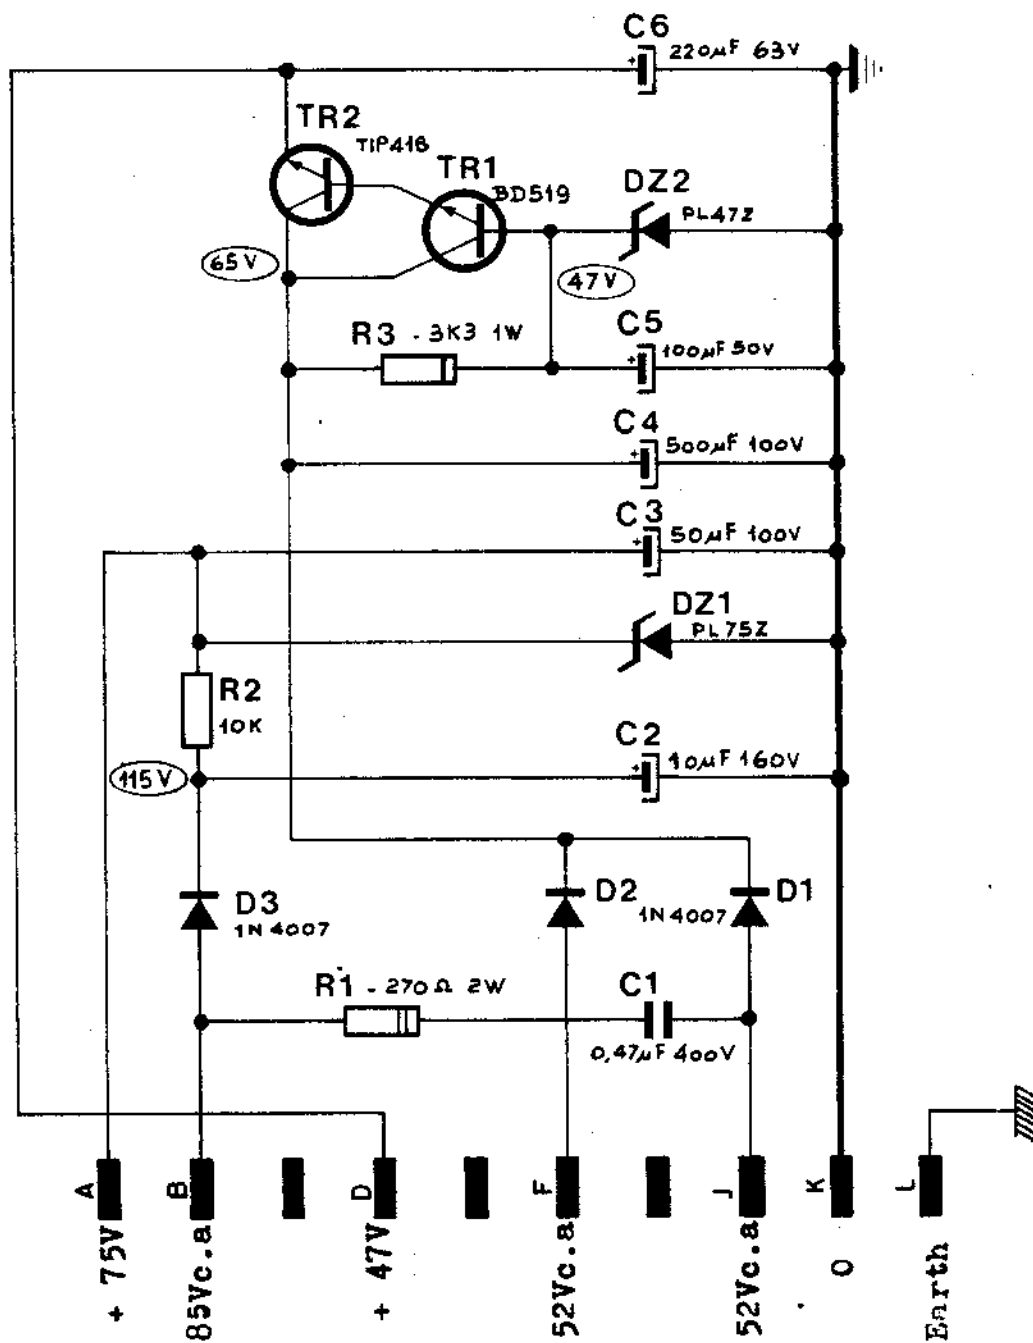 C6
220µF 63V
TR2
TIP41B
TR1
BD519
DZ2
PL47Z
65V
47V
R3 - 3K3 1W
C5
100µF 50V
C4
500µF 100V
C3
50µF 100V
DZ1
PL75Z
R2
10K
C2
10µF 160V
115V
D3
1N4007
D2
1N4007
D1
R1 - 270Ω 2W
C1
0,47µF 400V
A
B
D
F
J
K
L
+ 75V
85Vc.a
+ 47V
52Vc.a
52Vc.a
0
Earth